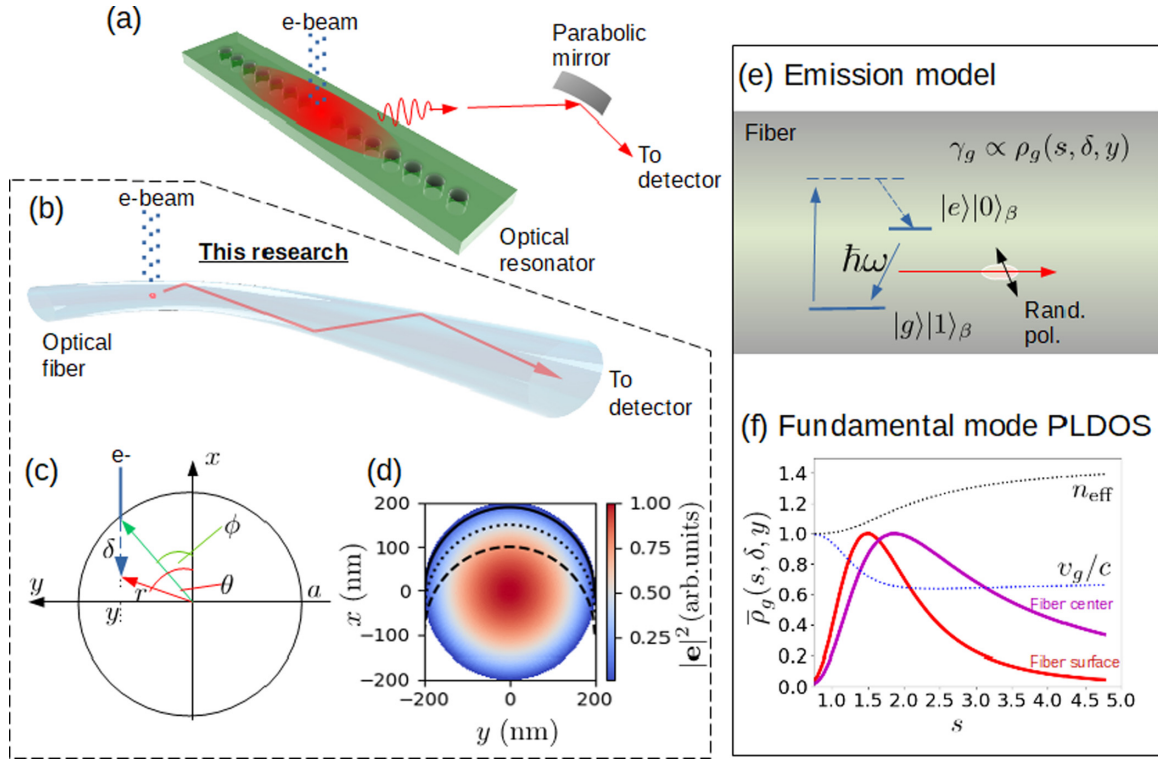 (a)
e-beam
Parabolic
mirror
To
detector
Optical
resonator
(b)
e-beam
This research
Optical
fiber
To
detector
(c)
e-
x
ϕ
δ
θ
r
y
y
a
(d)
200
100
0
−100
−200
x (nm)
−200
0
200
y (nm)
1.00
0.75
0.50
0.25
|e|² (arb.units)
(e) Emission model
Fiber
γg ∝ ρg(s, δ, y)
|e⟩|0⟩β
ℏω
|g⟩|1⟩β
Rand.
pol.
(f) Fundamental mode PLDOS
1.4
1.2
1.0
0.8
0.6
0.4
0.2
0.0
ρ̅g(s, δ, y)
neff
vg/c
Fiber center
Fiber surface
1.0 1.5 2.0 2.5 3.0 3.5 4.0 4.5 5.0
s